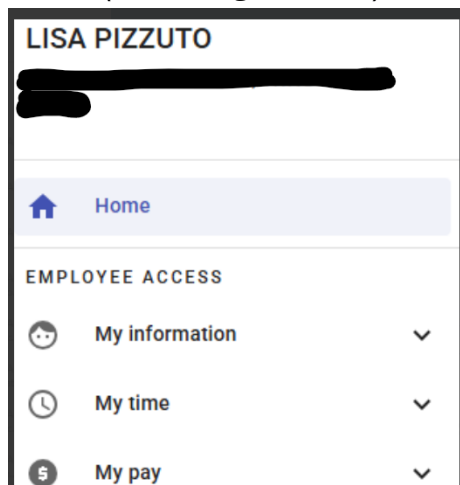 LISA PIZZUTO
Home
EMPLOYEE ACCESS
My information
My time
My pay